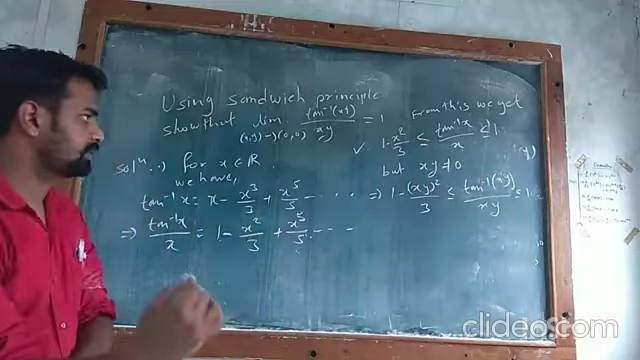 Using sandwich principle
show that lim (x,y)→(0,0) tan⁻¹(xy)/xy = 1
Solⁿ..) for x ∈ R
we have,
tan⁻¹x = x - x³/3 + x⁵/5 - ....
⇒ tan⁻¹x/x = 1 - x²/3 + x⁵/5 - ...
From this we get
✓ 1 - x²/3 ≤ tan⁻¹x/x ≤ 1
but xy ≠ 0
⇒ 1 - (xy)²/3 ≤ tan⁻¹(xy)/xy = 1
clideo.com